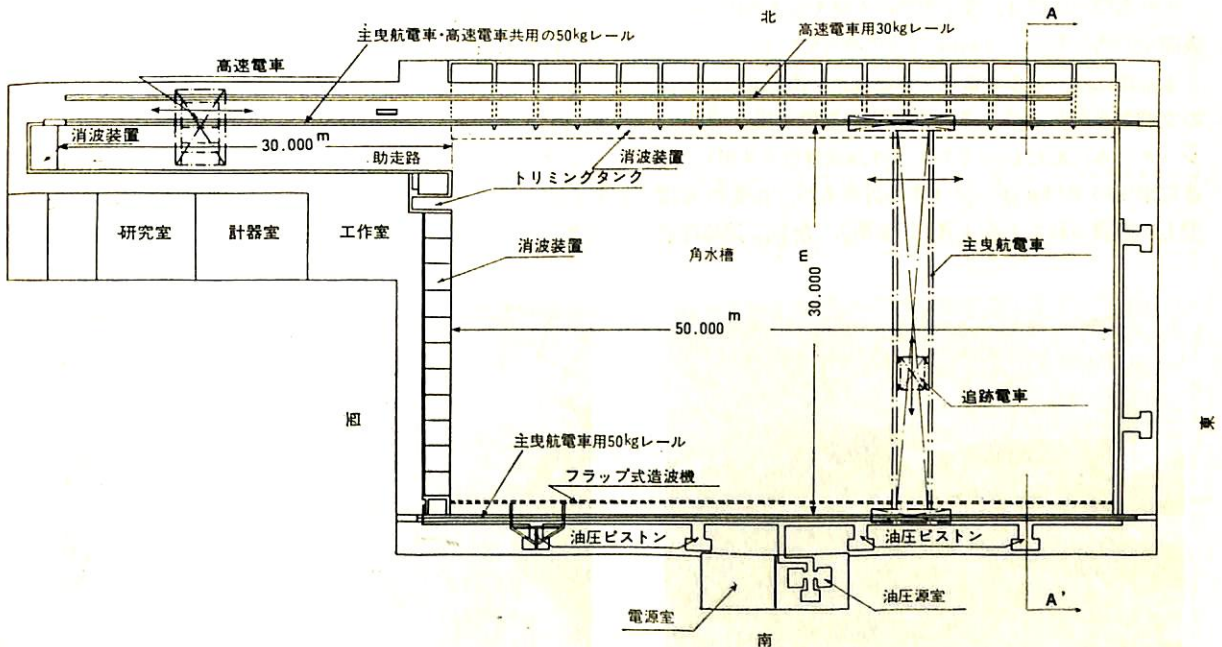 北
A
主曳航電車・高速電車共用の50kgレール
高速電車用30kgレール
高速電車
消波装置
30.000 m
助走路
消波装置
トリミングタンク
研究室
計器室
工作室
消波装置
角水槽
30.000 m
主曳航電車
50.000 m
追跡電車
西
東
主曳航電車用50kgレール
フラップ式造波機
油圧ピストン
油圧ピストン
油圧源室
A'
電源室
南